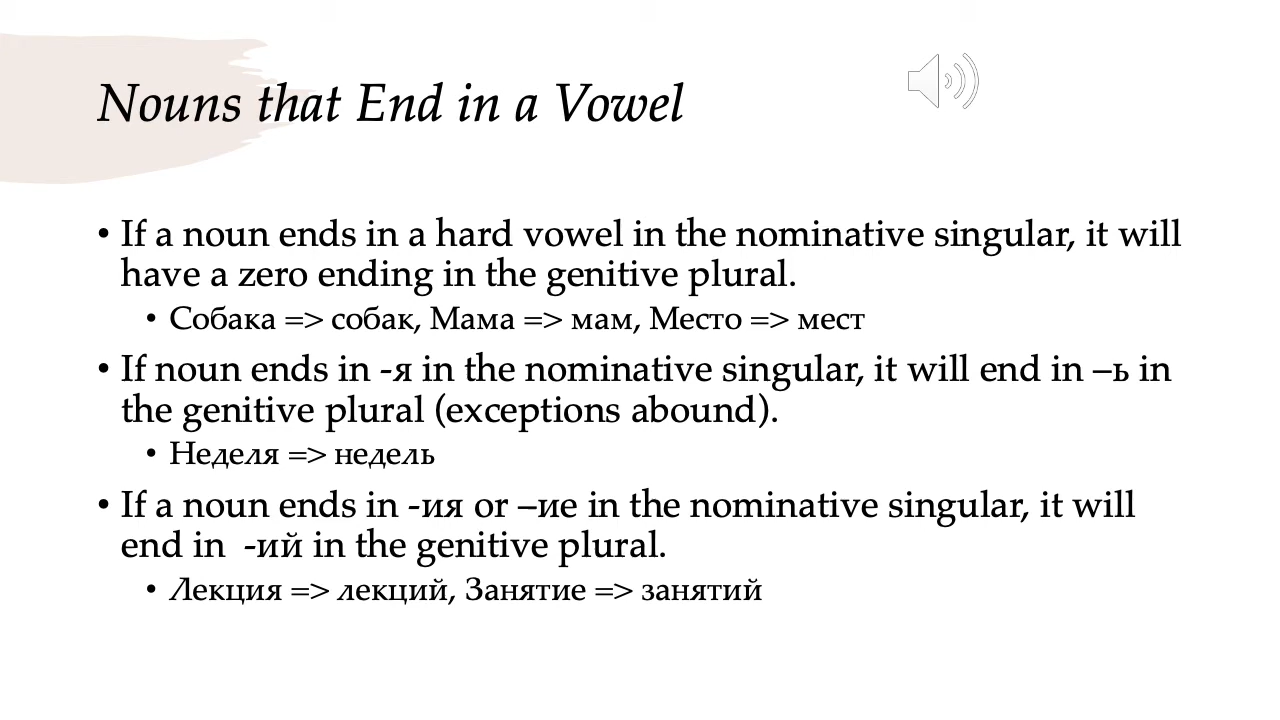 Nouns that End in a Vowel
• If a noun ends in a hard vowel in the nominative singular, it will
have a zero ending in the genitive plural.
• Собака => собак, Мама => мам, Место => мест
• If noun ends in -я in the nominative singular, it will end in –ь in
the genitive plural (exceptions abound).
• Неделя => недель
• If a noun ends in -ия or –ие in the nominative singular, it will
end in  -ий in the genitive plural.
• Лекция => лекций, Занятие => занятий